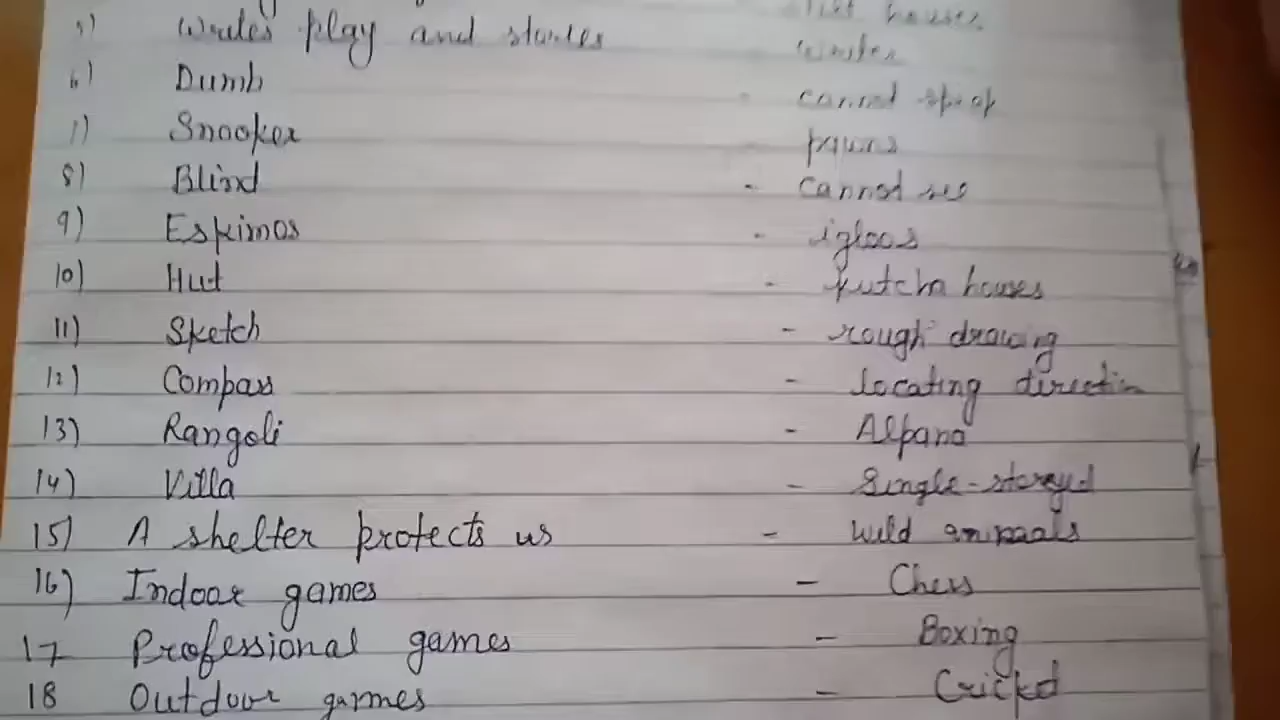 houses
5) Writes play and stories writer
6) Dumb - cannot
7) Snooker
8) Blind - cannot see
9) Eskimos - igloos
10) Hut - kutcha houses
11) Sketch - rough drawing
12) Compass - locating direction
13) Rangoli - Alpana
14) Villa - Single-storeyed
15) A shelter protects us - Wild animals
16) Indoor games - Chess
17 Professional games - Boxing
18 Outdoor games - Cricket